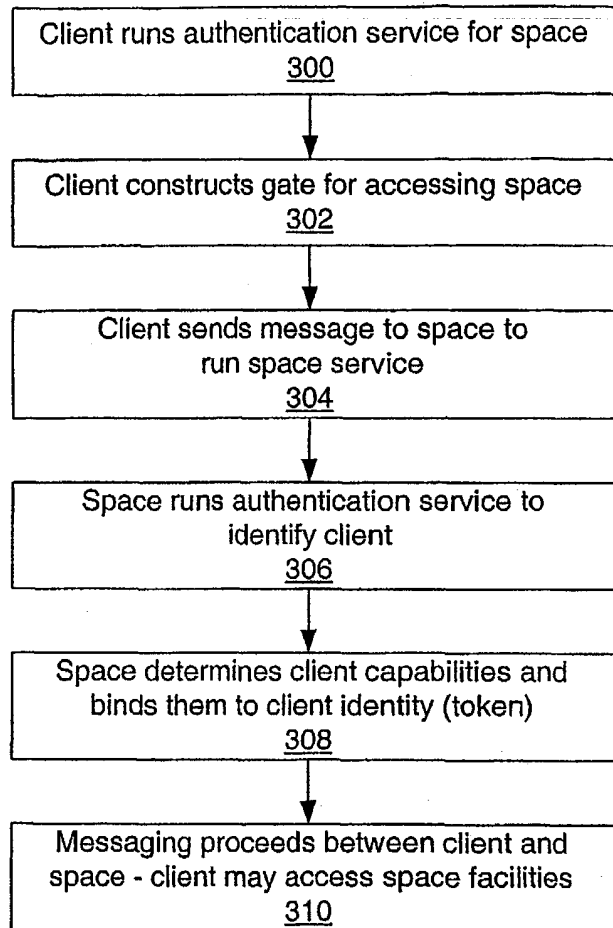 Client runs authentication service for space
300
Client constructs gate for accessing space
302
Client sends message to space to
run space service
304
Space runs authentication service to
identify client
306
Space determines client capabilities and
binds them to client identity (token)
308
Messaging proceeds between client and
space - client may access space facilities
310